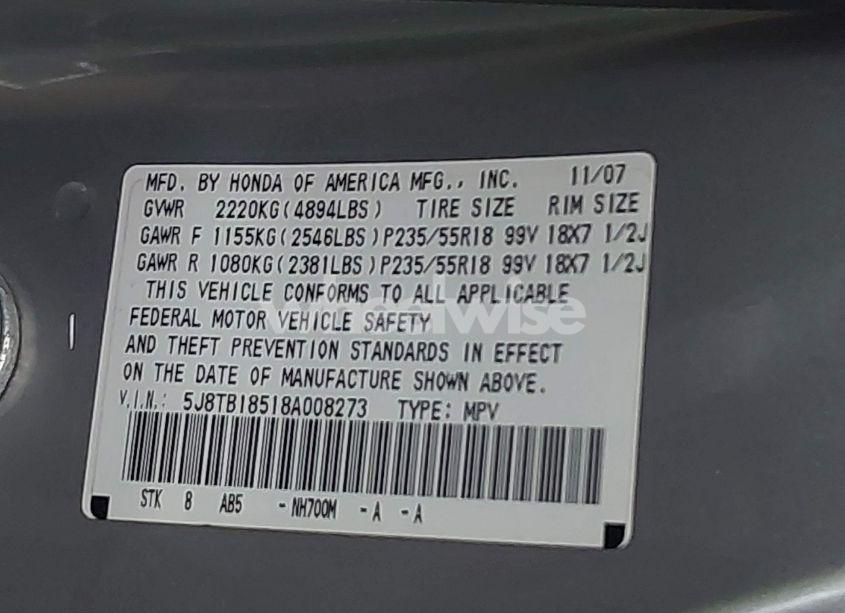 MFD. BY HONDA OF AMERICA MFG., INC. 11/07
GVWR 2220KG(4894LBS) TIRE SIZE RIM SIZE
GAWR F 1155KG(2546LBS)P235/55R18 99V 18X7 1/2J
GAWR R 1080KG(2381LBS)P235/55R18 99V 18X7 1/2J
THIS VEHICLE CONFORMS TO ALL APPLICABLE
FEDERAL MOTOR VEHICLE SAFETY
wheelwise
AND THEFT PREVENTION STANDARDS IN EFFECT
ON THE DATE OF MANUFACTURE SHOWN ABOVE.
V.I.N.: 5J8TB18518A008273 TYPE: MPV
STK 8 AB5 -NH700M -A -A